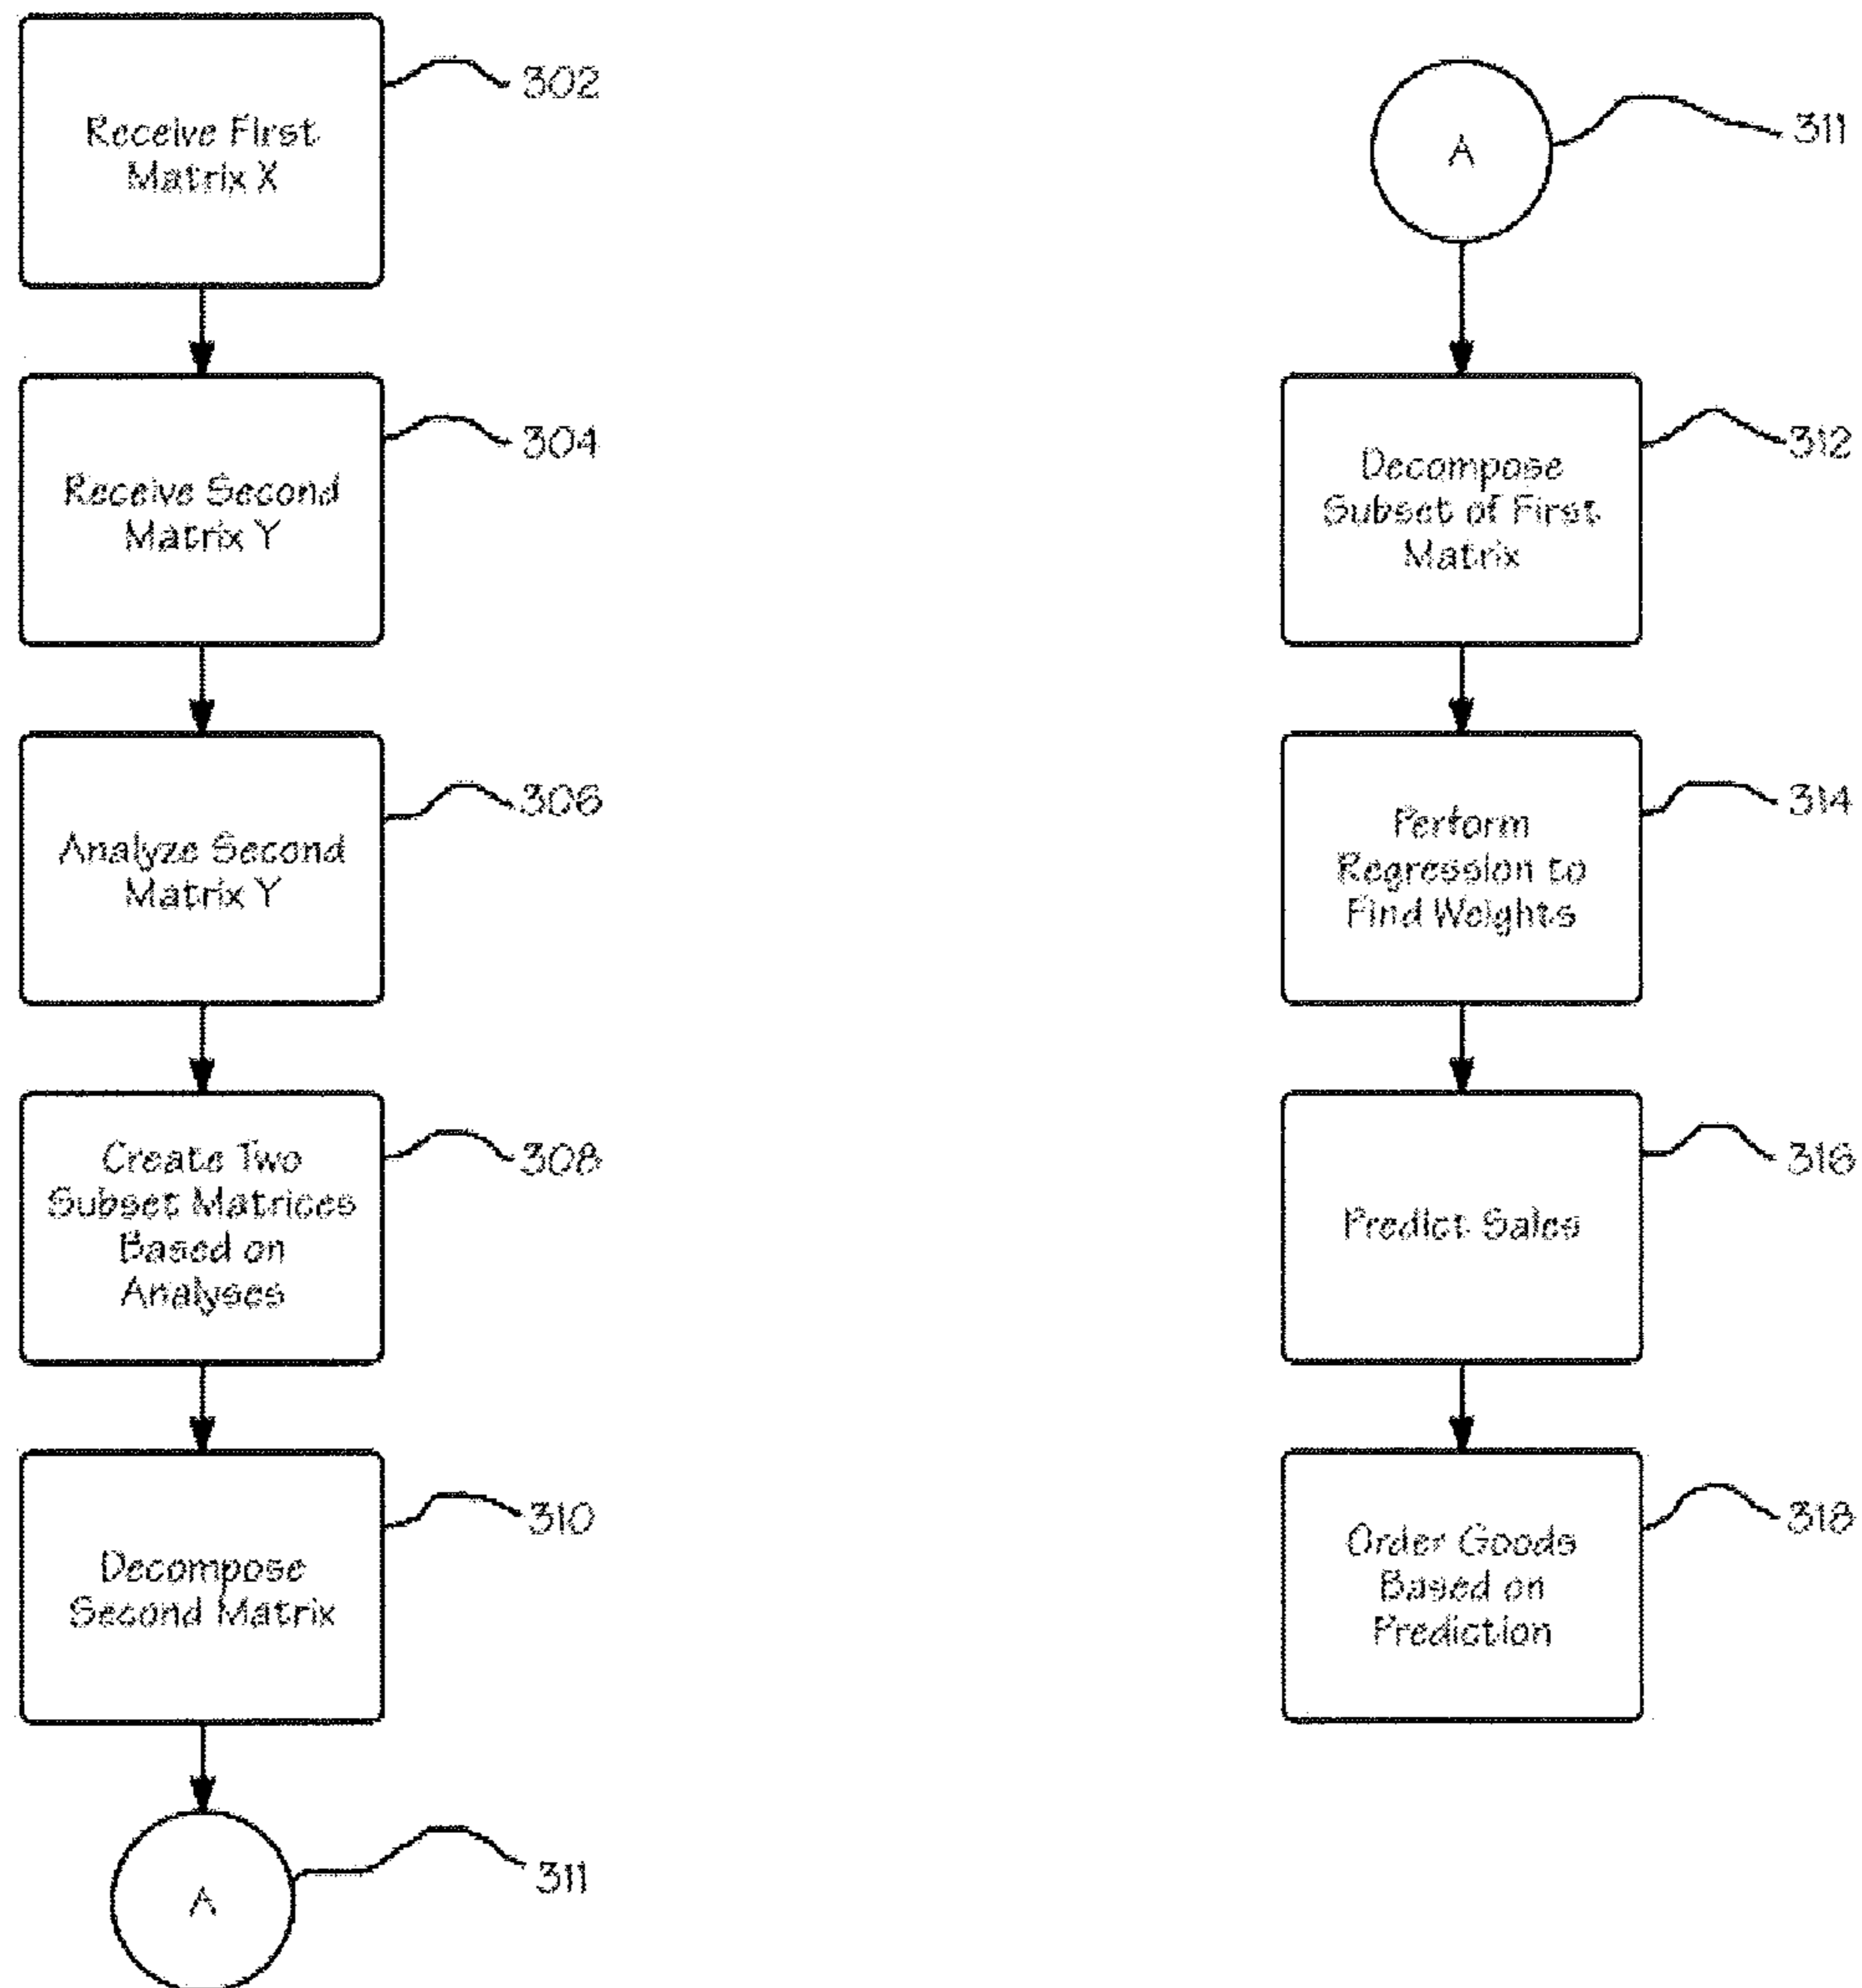 Receive First
Matrix X
302
Receive Second
Matrix Y
304
Analyze Second
Matrix Y
306
Create Two
Subset Matrices
Based on
Analyses
308
Decompose
Second Matrix
310
A
311
A
311
Decompose
Subset of First
Matrix
312
Perform
Regression to
Find Weights
314
Predict Sales
316
Order Goods
Based on
Prediction
318